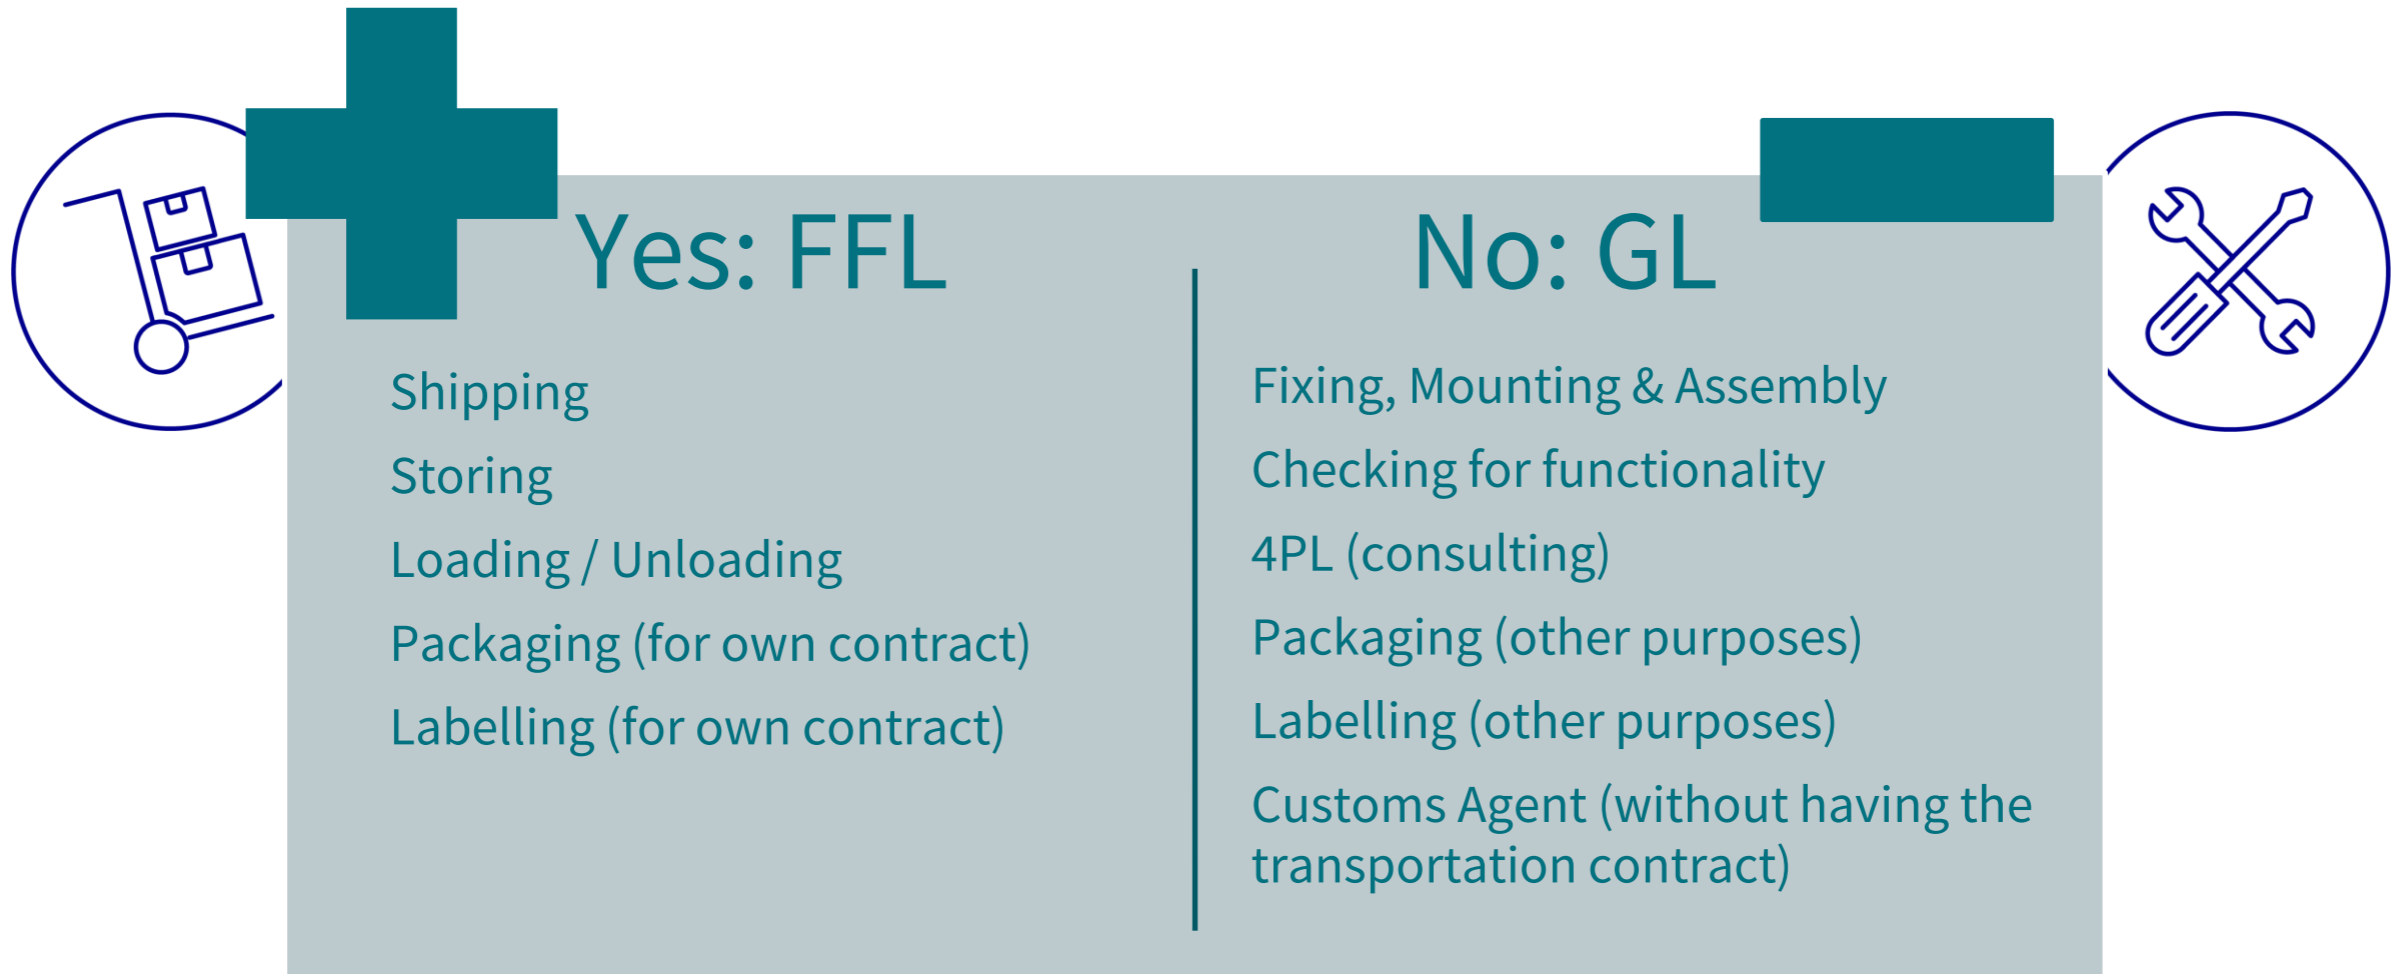 Yes: FFL
Shipping
Storing
Loading / Unloading
Packaging (for own contract)
Labelling (for own contract)
No: GL
Fixing, Mounting & Assembly
Checking for functionality
4PL (consulting)
Packaging (other purposes)
Labelling (other purposes)
Customs Agent (without having the
transportation contract)